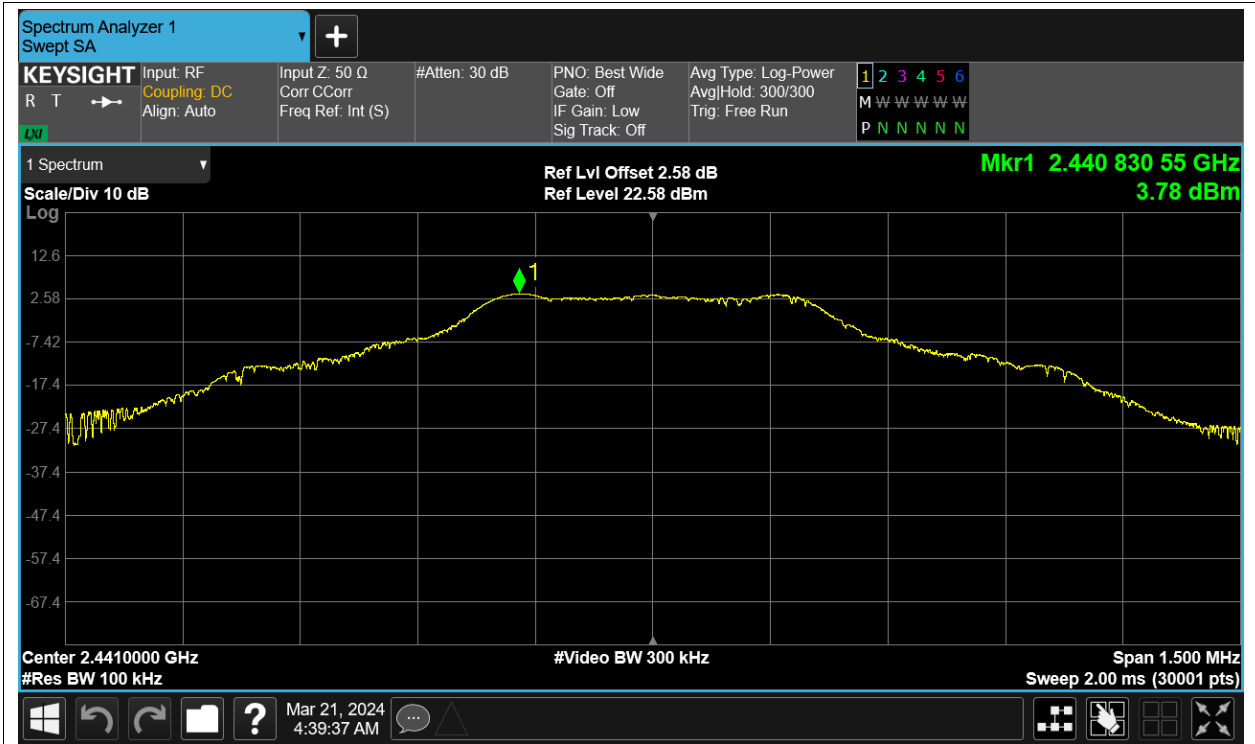 Spectrum Analyzer 1
Swept SA
KEYSIGHT
R T
LXI
Input: RF
Coupling: DC
Align: Auto
Input Z: 50 Ω
Corr CCorr
Freq Ref: Int (S)
#Atten: 30 dB
PNO: Best Wide
Gate: Off
IF Gain: Low
Sig Track: Off
Avg Type: Log-Power
Avg|Hold: 300/300
Trig: Free Run
1 2 3 4 5 6
M W W W W W
P N N N N N
1 Spectrum
Scale/Div 10 dB
Ref Lvl Offset 2.58 dB
Ref Level 22.58 dBm
Mkr1 2.440 830 55 GHz
3.78 dBm
Log
12.6
1
2.58
-7.42
-17.4
-27.4
-37.4
-47.4
-57.4
-67.4
Center 2.4410000 GHz
#Video BW 300 kHz
Span 1.500 MHz
#Res BW 100 kHz
Sweep 2.00 ms (30001 pts)
?
Mar 21, 2024
4:39:37 AM